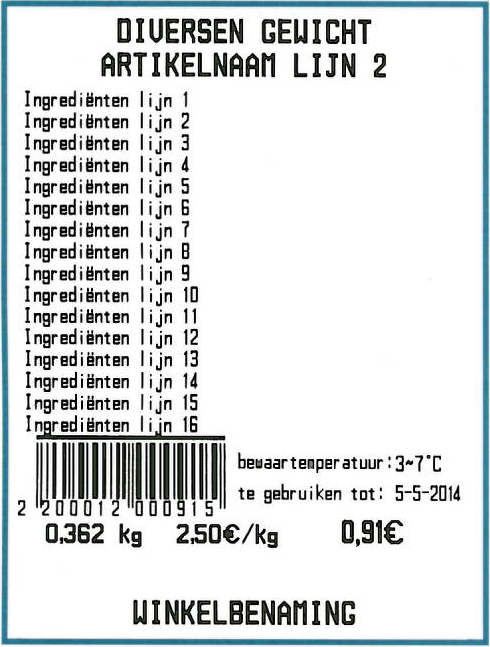 DIVERSEN GEWICHT
ARTIKELNAAM LIJN 2
Ingrediënten lijn 1
Ingrediënten lijn 2
Ingrediënten lijn 3
Ingrediënten lijn 4
Ingrediënten lijn 5
Ingrediënten lijn 6
Ingrediënten lijn 7
Ingrediënten lijn 8
Ingrediënten lijn 9
Ingrediënten lijn 10
Ingrediënten lijn 11
Ingrediënten lijn 12
Ingrediënten lijn 13
Ingrediënten lijn 14
Ingrediënten lijn 15
Ingrediënten lijn 16
bewaartemperatuur:3~7°C
te gebruiken tot: 5-5-2014
2 200012 000915
0,362 kg 2,50€/kg 0,91€
WINKELBENAMING